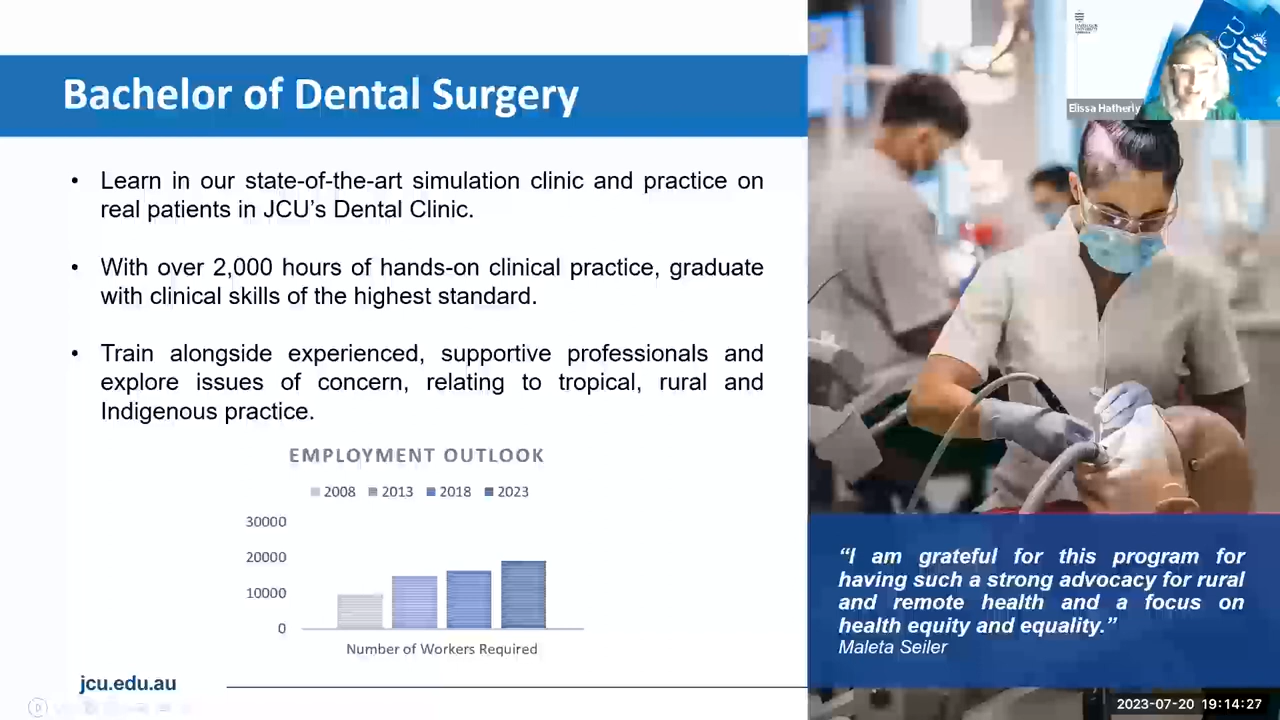 Bachelor of Dental Surgery
• Learn in our state-of-the-art simulation clinic and practice on
real patients in JCU’s Dental Clinic.
• With over 2,000 hours of hands-on clinical practice, graduate
with clinical skills of the highest standard.
• Train alongside experienced, supportive professionals and
explore issues of concern, relating to tropical, rural and
Indigenous practice.
EMPLOYMENT OUTLOOK
2008 2013 2018 2023
30000
20000
10000
0
Number of Workers Required
jcu.edu.au
JCU
Elissa Hatherly
“I am grateful for this program for
having such a strong advocacy for rural
and remote health and a focus on
health equity and equality.”
Maleta Seiler
2023-07-20 19:14:27